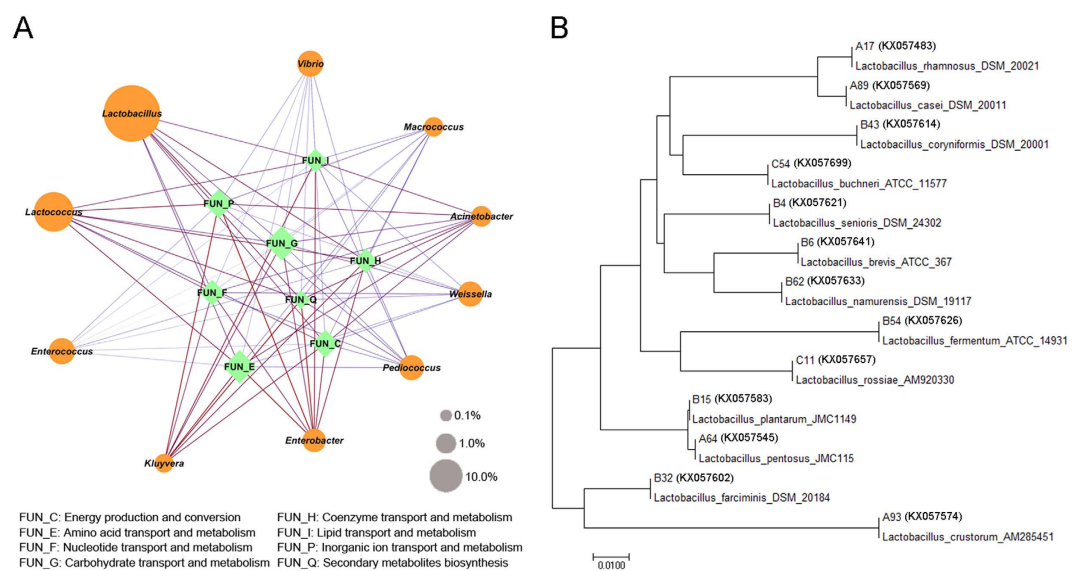 A
Vibrio
Lactobacillus
Macrococcus
FUN_I
FUN_P
Lactococcus
Acinetobacter
FUN_G
FUN_H
FUN_F
FUN_Q
Weissella
Enterococcus
FUN_C
FUN_E
Pediococcus
0.1%
Enterobacter
1.0%
Kluyvera
10.0%
FUN_C: Energy production and conversion
FUN_E: Amino acid transport and metabolism
FUN_F: Nucleotide transport and metabolism
FUN_G: Carbohydrate transport and metabolism
FUN_H: Coenzyme transport and metabolism
FUN_I: Lipid transport and metabolism
FUN_P: Inorganic ion transport and metabolism
FUN_Q: Secondary metabolites biosynthesis
B
A17 (KX057483)
Lactobacillus_rhamnosus_DSM_20021
A89 (KX057569)
Lactobacillus_casei_DSM_20011
B43 (KX057614)
Lactobacillus_coryniformis_DSM_20001
C54 (KX057699)
Lactobacillus_buchneri_ATCC_11577
B4 (KX057621)
Lactobacillus_senioris_DSM_24302
B6 (KX057641)
Lactobacillus_brevis_ATCC_367
B62 (KX057633)
Lactobacillus_namurensis_DSM_19117
B54 (KX057626)
Lactobacillus_fermentum_ATCC_14931
C11 (KX057657)
Lactobacillus_rossiae_AM920330
B15 (KX057583)
Lactobacillus_plantarum_JMC1149
A64 (KX057545)
Lactobacillus_pentosus_JMC115
B32 (KX057602)
Lactobacillus_farciminis_DSM_20184
A93 (KX057574)
Lactobacillus_crustorum_AM285451
0.0100